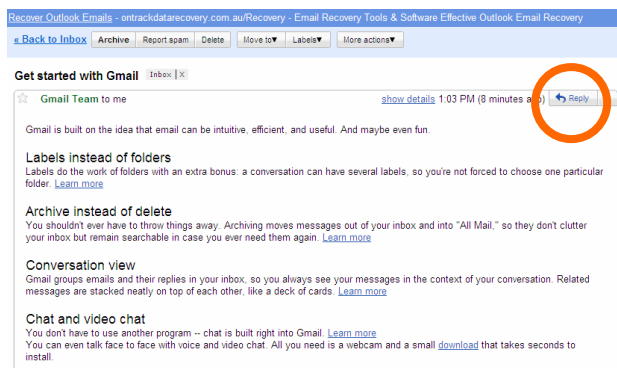 Recover Outlook Emails - ontrackdatarecovery.com.au/Recovery - Email Recovery Tools & Software Effective Outlook Email Recovery
« Back to Inbox Archive Report spam Delete Move to▼ Labels▼ More actions▼
Get started with Gmail Inbox | X
Gmail Team to me show details 1:03 PM (8 minutes ago) Reply
Gmail is built on the idea that email can be intuitive, efficient, and useful. And maybe even fun.
Labels instead of folders
Labels do the work of folders with an extra bonus: a conversation can have several labels, so you're not forced to choose one particular
folder. Learn more
Archive instead of delete
You shouldn't ever have to throw things away. Archiving moves messages out of your inbox and into "All Mail," so they don't clutter
your inbox but remain searchable in case you ever need them again. Learn more
Conversation view
Gmail groups emails and their replies in your inbox, so you always see your messages in the context of your conversation. Related
messages are stacked neatly on top of each other, like a deck of cards. Learn more
Chat and video chat
You don't have to use another program -- chat is built right into Gmail. Learn more
You can even talk face to face with voice and video chat. All you need is a webcam and a small download that takes seconds to
install.